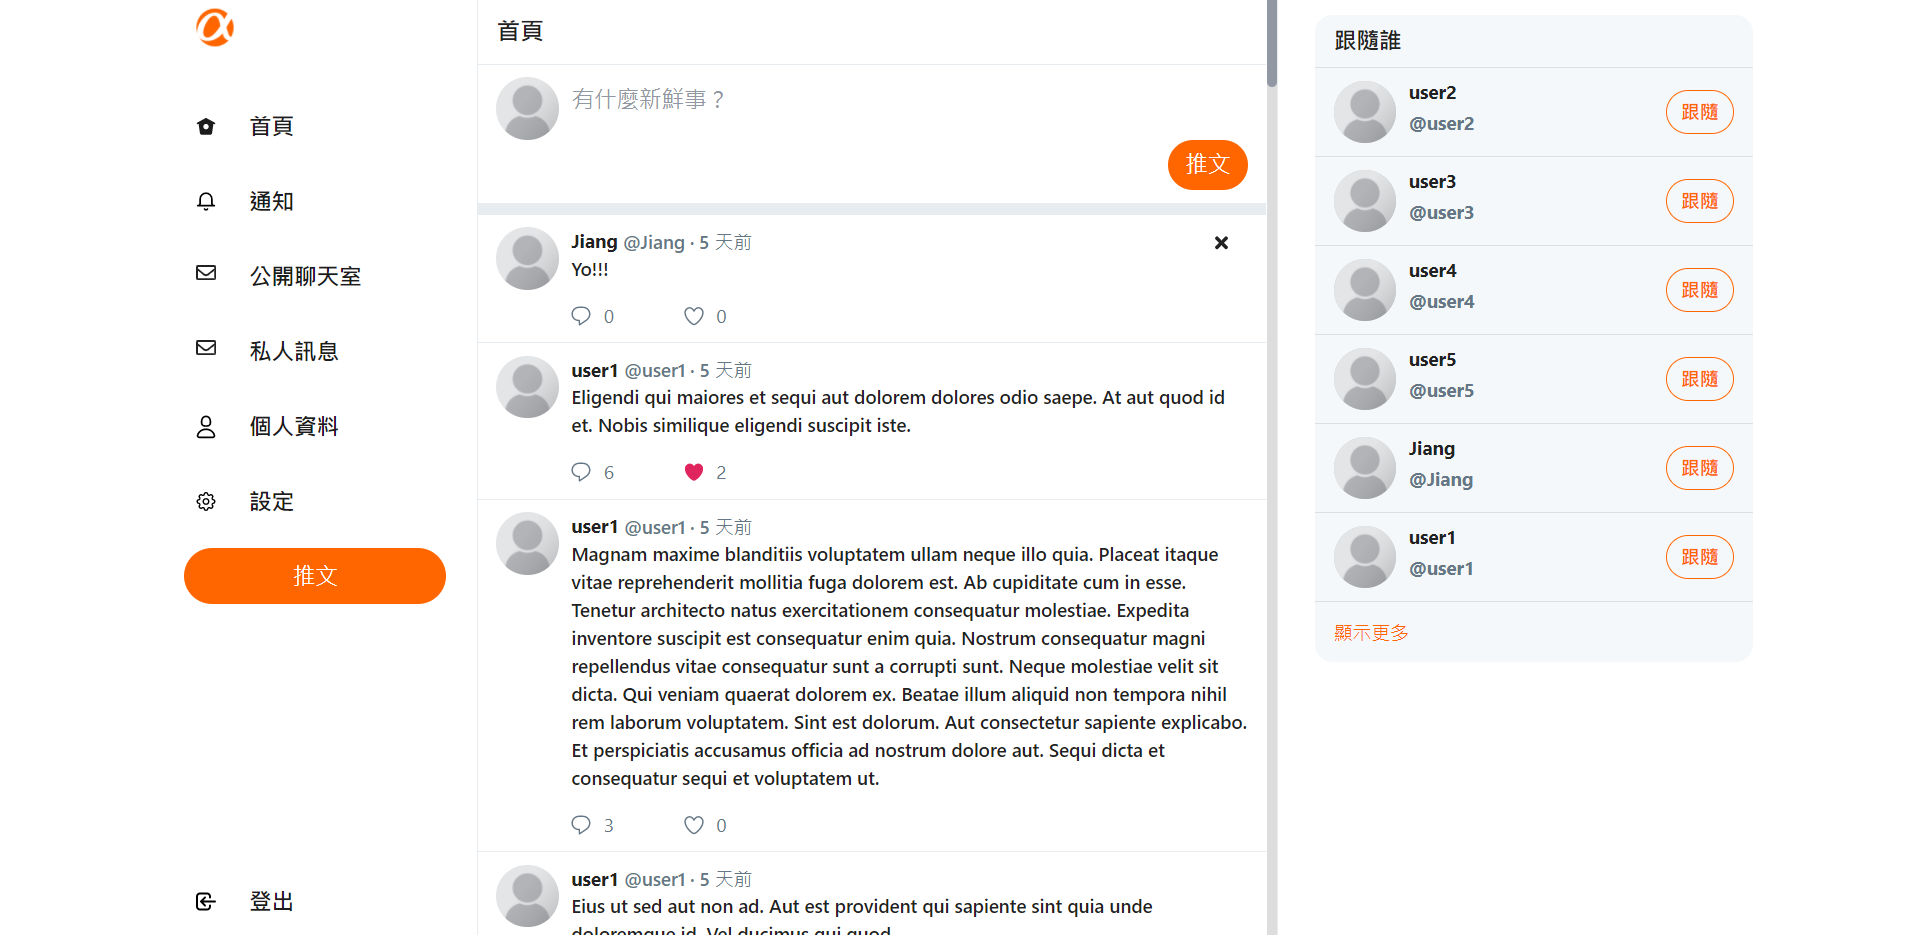 首頁
通知
公開聊天室
私人訊息
個人資料
設定
推文
登出
首頁
有什麼新鮮事？
推文
Jiang @Jiang · 5 天前
Yo!!!
0 0
user1 @user1 · 5 天前
Eligendi qui maiores et sequi aut dolorem dolores odio saepe. At aut quod id
et. Nobis similique eligendi suscipit iste.
6 2
user1 @user1 · 5 天前
Magnam maxime blanditiis voluptatem ullam neque illo quia. Placeat itaque
vitae reprehenderit mollitia fuga dolorem est. Ab cupiditate cum in esse.
Tenetur architecto natus exercitationem consequatur molestiae. Expedita
inventore suscipit est consequatur enim quia. Nostrum consequatur magni
repellendus vitae consequatur sunt a corrupti sunt. Neque molestiae velit sit
dicta. Qui veniam quaerat dolorem ex. Beatae illum aliquid non tempora nihil
rem laborum voluptatem. Sint est dolorum. Aut consectetur sapiente explicabo.
Et perspiciatis accusamus officia ad nostrum dolore aut. Sequi dicta et
consequatur sequi et voluptatem ut.
3 0
user1 @user1 · 5 天前
Eius ut sed aut non ad. Aut est provident qui sapiente sint quia unde
doloremque id. Vel ducimus qui quod
跟隨誰
user2
@user2
跟隨
user3
@user3
跟隨
user4
@user4
跟隨
user5
@user5
跟隨
Jiang
@Jiang
跟隨
user1
@user1
跟隨
顯示更多